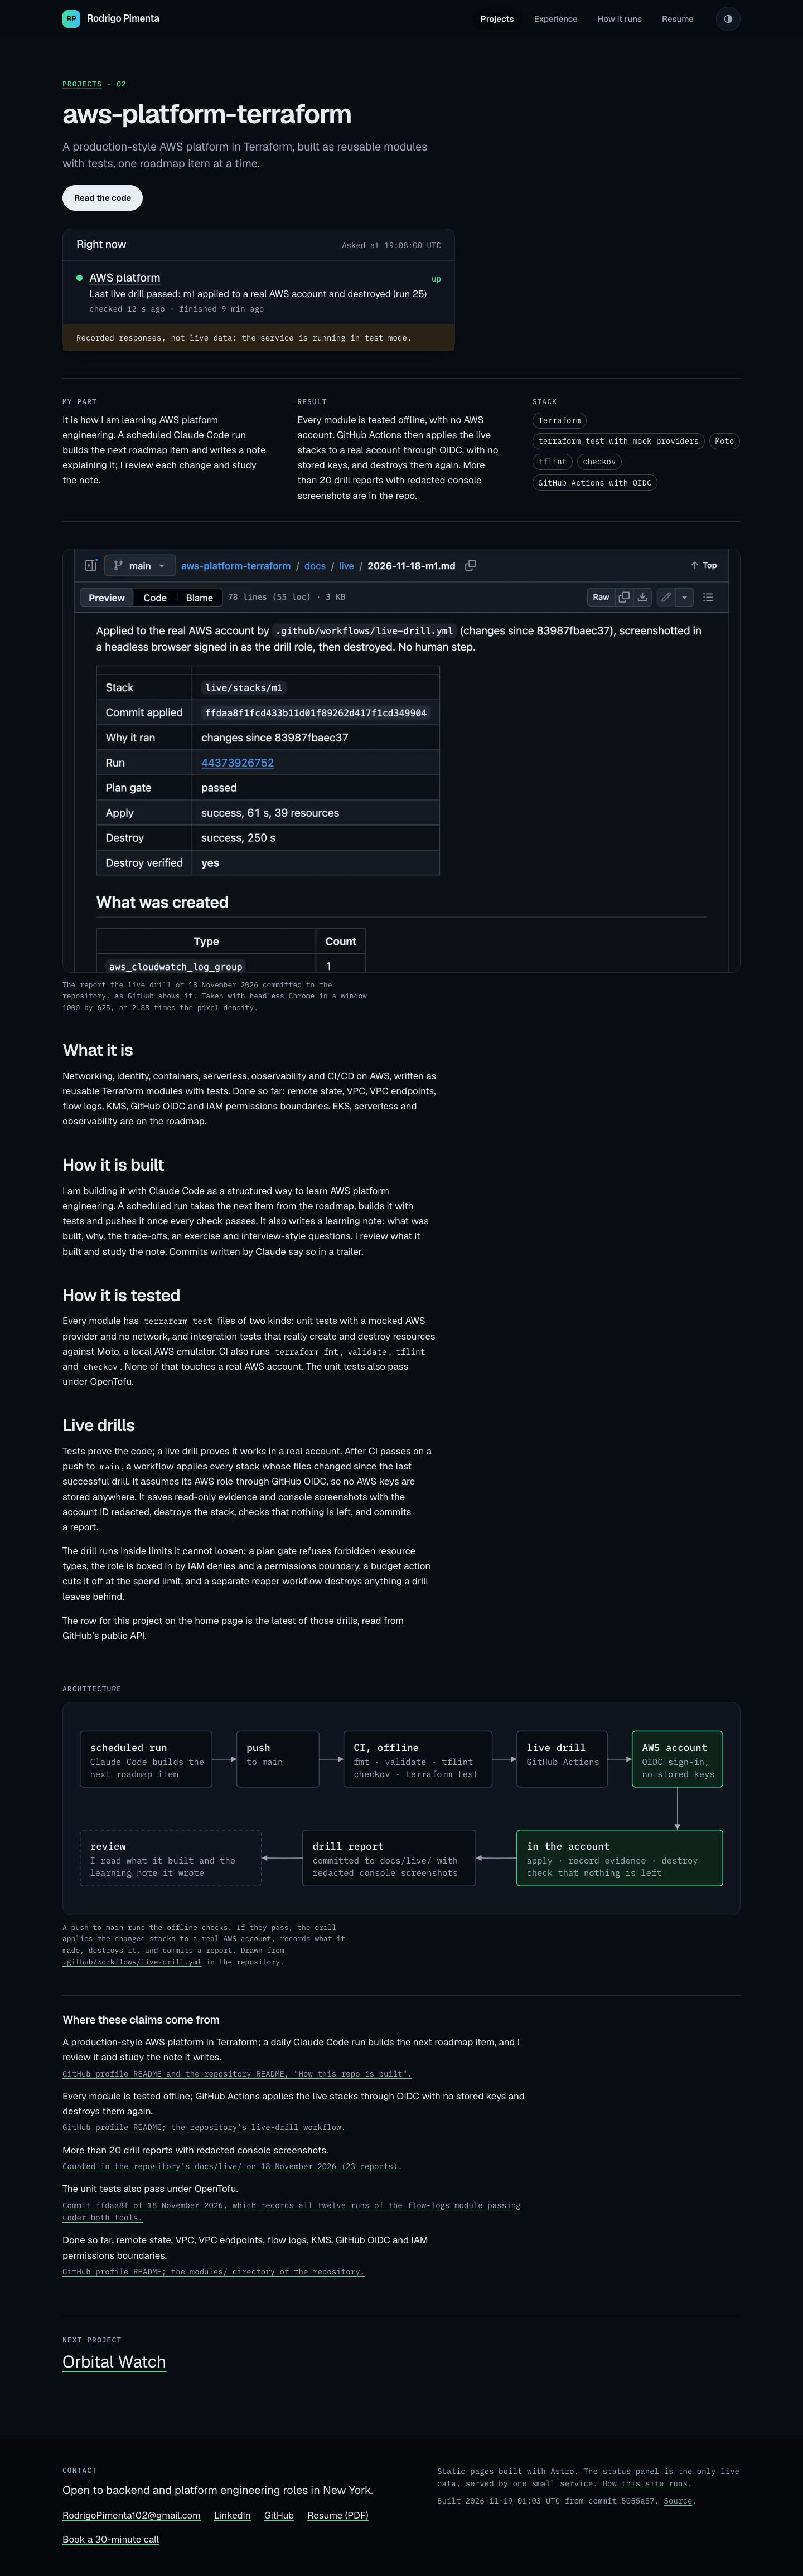 RP Rodrigo Pimenta Projects Experience How it runs Resume
PROJECTS · 02
aws-platform-terraform
A production-style AWS platform in Terraform, built as reusable modules
with tests, one roadmap item at a time.
Read the code
Right now Asked at 19:08:00 UTC
AWS platform up
Last live drill passed: m1 applied to a real AWS account and destroyed (run 25)
checked 12 s ago · finished 9 min ago
Recorded responses, not live data: the service is running in test mode.
MY PART
It is how I am learning AWS platform
engineering. A scheduled Claude Code run
builds the next roadmap item and writes a note
explaining it; I review each change and study
the note.
RESULT
Every module is tested offline, with no AWS
account. GitHub Actions then applies the live
stacks to a real account through OIDC, with no
stored keys, and destroys them again. More
than 20 drill reports with redacted console
screenshots are in the repo.
STACK
Terraform
terraform test with mock providers Moto
tflint checkov
GitHub Actions with OIDC
main aws-platform-terraform / docs / live / 2026-11-18-m1.md Top
Preview Code Blame 78 lines (55 loc) · 3 KB Raw
Applied to the real AWS account by .github/workflows/live-drill.yml (changes since 83987fbaec37), screenshotted in
a headless browser signed in as the drill role, then destroyed. No human step.
Stack live/stacks/m1
Commit applied ffdaa8f1fcd433b11d01f89262d417f1cd349904
Why it ran changes since 83987fbaec37
Run 44373926752
Plan gate passed
Apply success, 61 s, 39 resources
Destroy success, 250 s
Destroy verified yes
What was created
Type Count
aws_cloudwatch_log_group 1
The report the live drill of 18 November 2026 committed to the
repository, as GitHub shows it. Taken with headless Chrome in a window
1000 by 625, at 2.88 times the pixel density.
What it is
Networking, identity, containers, serverless, observability and CI/CD on AWS, written as
reusable Terraform modules with tests. Done so far: remote state, VPC, VPC endpoints,
flow logs, KMS, GitHub OIDC and IAM permissions boundaries. EKS, serverless and
observability are on the roadmap.
How it is built
I am building it with Claude Code as a structured way to learn AWS platform
engineering. A scheduled run takes the next item from the roadmap, builds it with
tests and pushes it once every check passes. It also writes a learning note: what was
built, why, the trade-offs, an exercise and interview-style questions. I review what it
built and study the note. Commits written by Claude say so in a trailer.
How it is tested
Every module has terraform test files of two kinds: unit tests with a mocked AWS
provider and no network, and integration tests that really create and destroy resources
against Moto, a local AWS emulator. CI also runs terraform fmt, validate, tflint
and checkov. None of that touches a real AWS account. The unit tests also pass
under OpenTofu.
Live drills
Tests prove the code; a live drill proves it works in a real account. After CI passes on a
push to main, a workflow applies every stack whose files changed since the last
successful drill. It assumes its AWS role through GitHub OIDC, so no AWS keys are
stored anywhere. It saves read-only evidence and console screenshots with the
account ID redacted, destroys the stack, checks that nothing is left, and commits
a report.
The drill runs inside limits it cannot loosen: a plan gate refuses forbidden resource
types, the role is boxed in by IAM denies and a permissions boundary, a budget action
cuts it off at the spend limit, and a separate reaper workflow destroys anything a drill
leaves behind.
The row for this project on the home page is the latest of those drills, read from
GitHub's public API.
ARCHITECTURE
scheduled run
Claude Code builds the
next roadmap item
push
to main
CI, offline
fmt · validate · tflint
checkov · terraform test
live drill
GitHub Actions
AWS account
OIDC sign-in,
no stored keys
review
I read what it built and the
learning note it wrote
drill report
committed to docs/live/ with
redacted console screenshots
in the account
apply · record evidence · destroy
check that nothing is left
A push to main runs the offline checks. If they pass, the drill
applies the changed stacks to a real AWS account, records what it
made, destroys it, and commits a report. Drawn from
.github/workflows/live-drill.yml in the repository.
Where these claims come from
A production-style AWS platform in Terraform; a daily Claude Code run builds the next roadmap item, and I
review it and study the note it writes.
GitHub profile README and the repository README, "How this repo is built".
Every module is tested offline; GitHub Actions applies the live stacks through OIDC with no stored keys and
destroys them again.
GitHub profile README; the repository's live-drill workflow.
More than 20 drill reports with redacted console screenshots.
Counted in the repository's docs/live/ on 18 November 2026 (23 reports).
The unit tests also pass under OpenTofu.
Commit ffdaa8f of 18 November 2026, which records all twelve runs of the flow-logs module passing
under both tools.
Done so far, remote state, VPC, VPC endpoints, flow logs, KMS, GitHub OIDC and IAM
permissions boundaries.
GitHub profile README; the modules/ directory of the repository.
NEXT PROJECT
Orbital Watch
CONTACT
Open to backend and platform engineering roles in New York.
RodrigoPimenta102@gmail.com LinkedIn GitHub Resume (PDF)
Book a 30-minute call
Static pages built with Astro. The status panel is the only live
data, served by one small service. How this site runs.
Built 2026-11-19 01:03 UTC from commit 5055a57. Source.